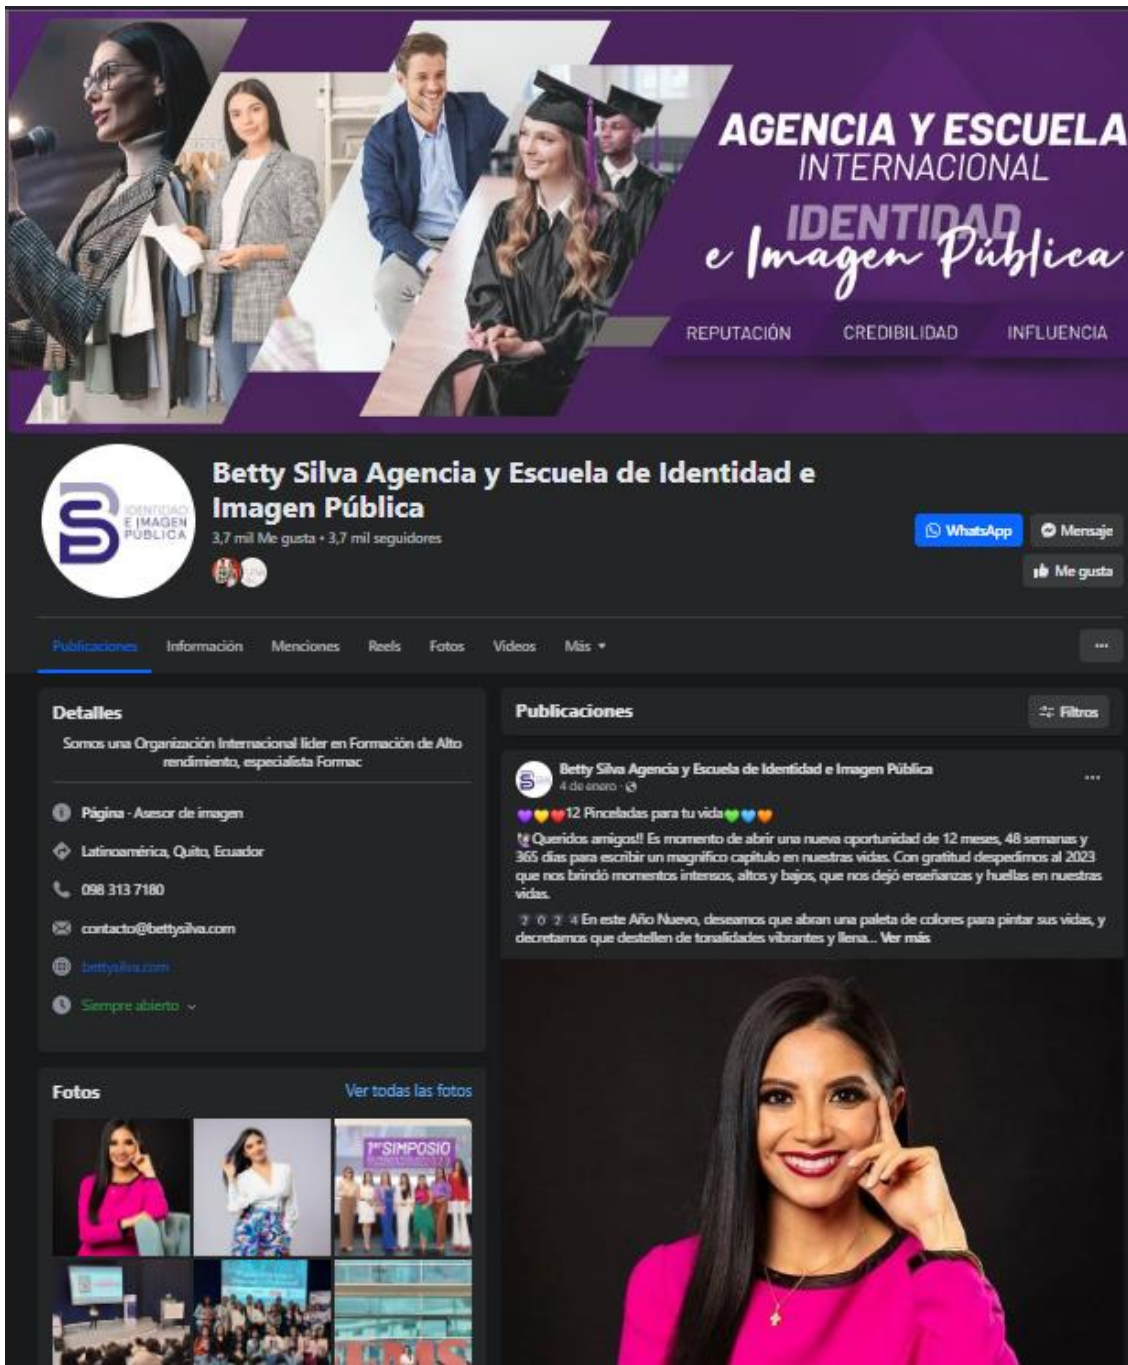 AGENCIA Y ESCUELA
INTERNACIONAL
IDENTIDAD
e Imagen Pública
REPUTACIÓN CREDIBILIDAD INFLUENCIA
IDENTIDAD
E IMAGEN
PÚBLICA
Betty Silva Agencia y Escuela de Identidad e
Imagen Pública
3,7 mil Me gusta • 3,7 mil seguidores
WhatsApp
Mensaje
Me gusta
Publicaciones Información Menciones Reels Fotos Videos Más
Detalles
Somos una Organización Internacional líder en Formación de Alto
rendimiento, especialista Formac
Página · Asesor de imagen
Latinoamérica, Quito, Ecuador
098 313 7180
contacto@bettysilva.com
bettysilva.com
Siempre abierto
Fotos
Ver todas las fotos
1er SIMPOSIO
Publicaciones
Filtros
Betty Silva Agencia y Escuela de Identidad e Imagen Pública
4 de enero ·
💜💛❤️12 Pinceladas para tu vida💚💙🧡
Queridos amigos!! Es momento de abrir una nueva oportunidad de 12 meses, 48 semanas y
365 días para escribir un magnífico capítulo en nuestras vidas. Con gratitud despedimos al 2023
que nos brindó momentos intensos, altos y bajos, que nos dejó enseñanzas y huellas en nuestras
vidas.
2 0 2 4 En este Año Nuevo, deseamos que abran una paleta de colores para pintar sus vidas, y
decretamos que destellen de tonalidades vibrantes y llena... Ver más